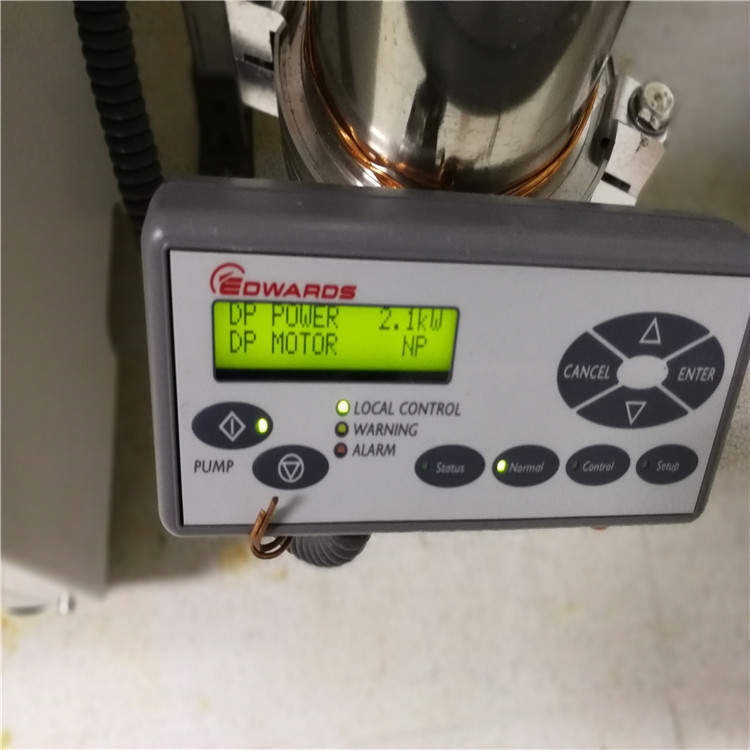 EDWARDS
DP POWER 2.1kW
DP MOTOR NP
CANCEL ENTER
LOCAL CONTROL
WARNING
ALARM
PUMP
Status Normal Control Setup